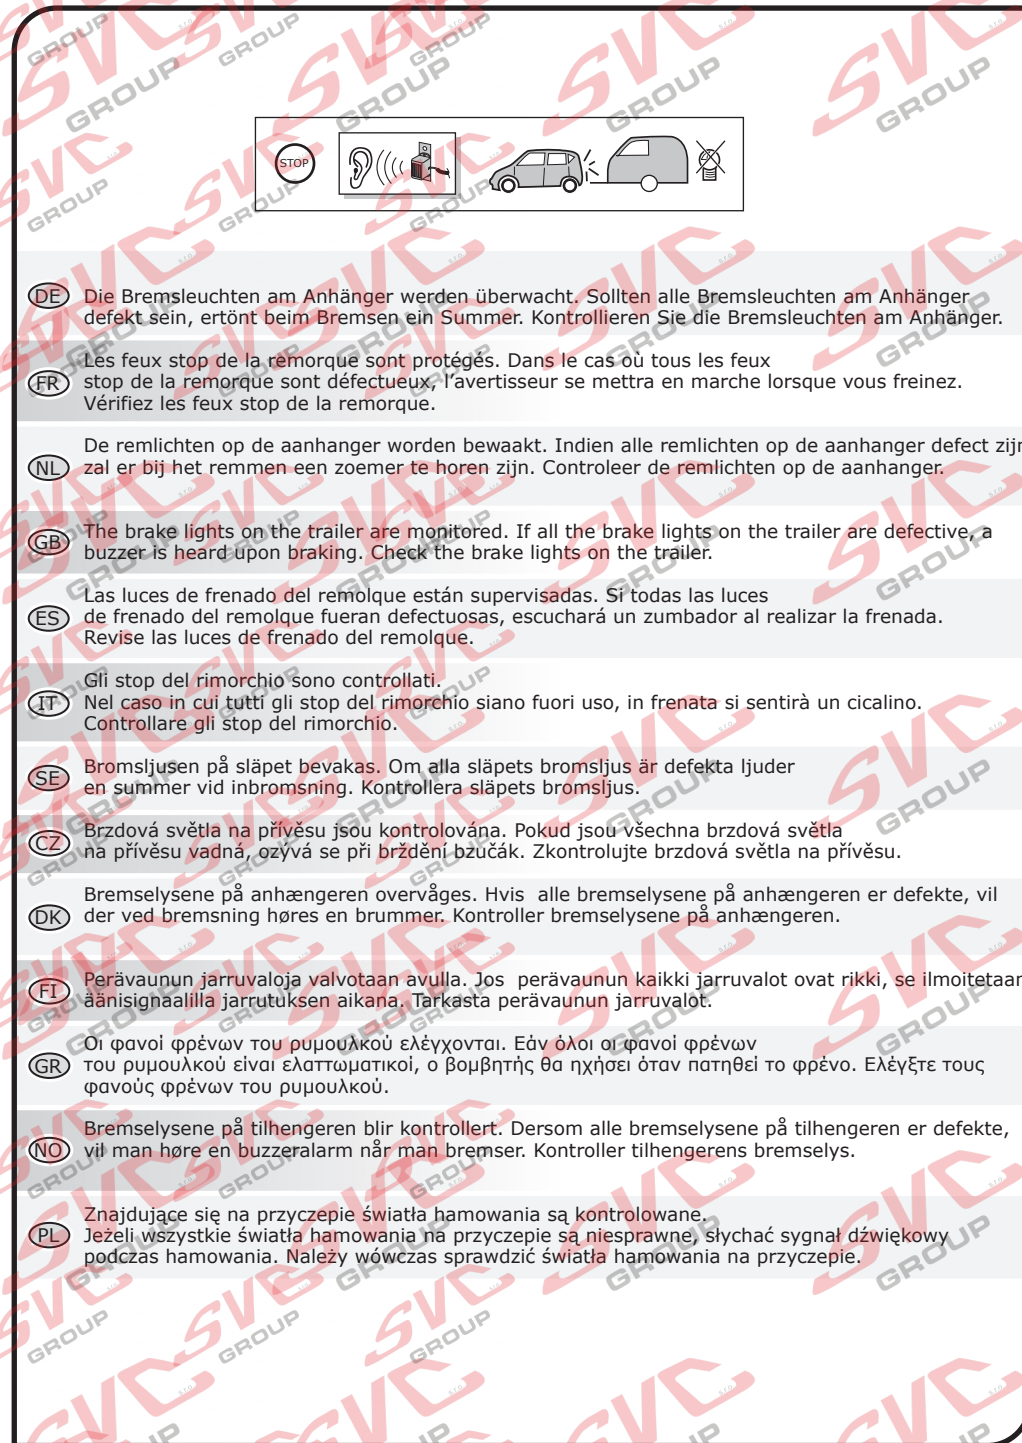 STOP
DE
Die Bremsleuchten am Anhänger werden überwacht. Sollten alle Bremsleuchten am Anhänger
defekt sein, ertönt beim Bremsen ein Summer. Kontrollieren Sie die Bremsleuchten am Anhänger.
FR
Les feux stop de la remorque sont protégés. Dans le cas où tous les feux
stop de la remorque sont défectueux, l'avertisseur se mettra en marche lorsque vous freinez.
Vérifiez les feux stop de la remorque.
NL
De remlichten op de aanhanger worden bewaakt. Indien alle remlichten op de aanhanger defect zijn
zal er bij het remmen een zoemer te horen zijn. Controleer de remlichten op de aanhanger.
GB
The brake lights on the trailer are monitored. If all the brake lights on the trailer are defective, a
buzzer is heard upon braking. Check the brake lights on the trailer.
ES
Las luces de frenado del remolque están supervisadas. Si todas las luces
de frenado del remolque fueran defectuosas, escuchará un zumbador al realizar la frenada.
Revise las luces de frenado del remolque.
IT
Gli stop del rimorchio sono controllati.
Nel caso in cui tutti gli stop del rimorchio siano fuori uso, in frenata si sentirà un cicalino.
Controllare gli stop del rimorchio.
SE
Bromsljusen på släpet bevakas. Om alla släpets bromsljus är defekta ljuder
en summer vid inbromsning. Kontrollera släpets bromsljus.
CZ
Brzdová světla na přívěsu jsou kontrolována. Pokud jsou všechna brzdová světla
na přívěsu vadná, ozývá se při brždění bzučák. Zkontrolujte brzdová světla na přívěsu.
DK
Bremselysene på anhængeren overvåges. Hvis alle bremselysene på anhængeren er defekte, vil
der ved bremsning høres en brummer. Kontroller bremselysene på anhængeren.
FI
Perävaunun jarruvaloja valvotaan avulla. Jos perävaunun kaikki jarruvalot ovat rikki, se ilmoitetaan
äänisignaalilla jarrutuksen aikana. Tarkasta perävaunun jarruvalot.
GR
Οι φανοί φρένων του ρυμουλκού ελέγχονται. Εάν όλοι οι φανοί φρένων
του ρυμουλκού είναι ελαττωματικοί, ο βομβητής θα ηχήσει όταν πατηθεί το φρένο. Ελέγξτε τους
φανούς φρένων του ρυμουλκού.
NO
Bremselysene på tilhengeren blir kontrollert. Dersom alle bremselysene på tilhengeren er defekte,
vil man høre en buzzeralarm når man bremser. Kontroller tilhengerens bremselys.
PL
Znajdujące się na przyczepie światła hamowania są kontrolowane.
Jeżeli wszystkie światła hamowania na przyczepie są niesprawne, słychać sygnał dźwiękowy
podczas hamowania. Należy wówczas sprawdzić światła hamowania na przyczepie.
SVC s.r.o.
GROUP